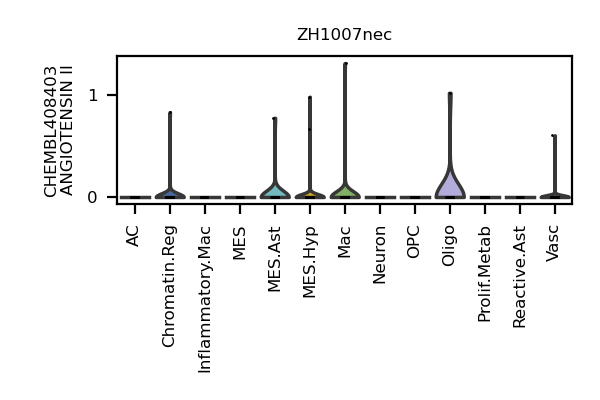 ZH1007nec
CHEMBL408403
ANGIOTENSIN II
1
0
AC
Chromatin.Reg
Inflammatory.Mac
MES
MES.Ast
MES.Hyp
Mac
Neuron
OPC
Oligo
Prolif.Metab
Reactive.Ast
Vasc